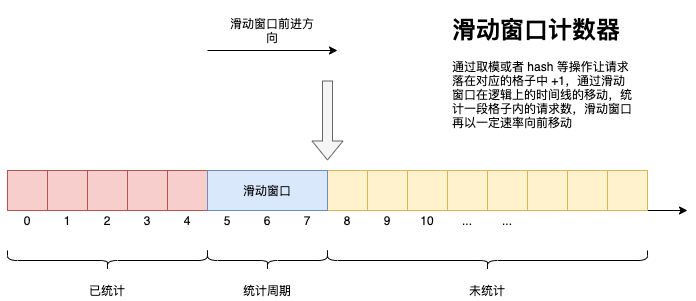 滑动窗口前进方
向
滑动窗口计数器
通过取模或者 hash 等操作让请求
落在对应的格子中 +1，通过滑动
窗口在逻辑上的时间线的移动，统
计一段格子内的请求数，滑动窗口
再以一定速率向前移动
滑动窗口
0 1 2 3 4 5 6 7 8 9 10 ... ...
已统计 统计周期 未统计